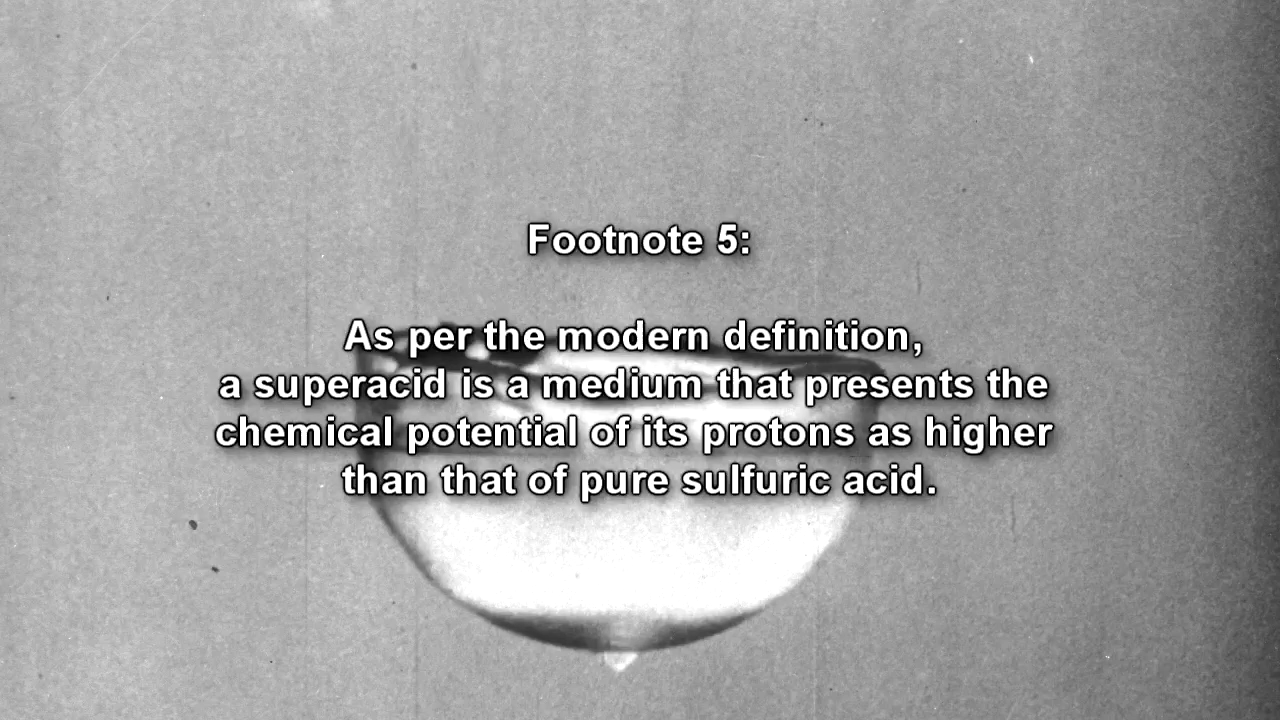 Footnote 5:
As per the modern definition,
a superacid is a medium that presents the
chemical potential of its protons as higher
than that of pure sulfuric acid.